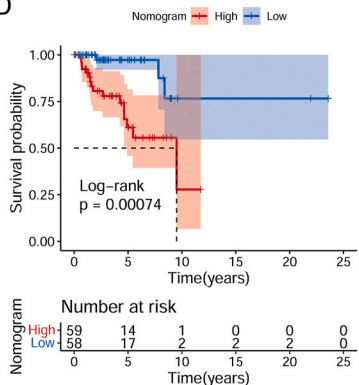 D
Nomogram High Low
1.00
0.75
0.50
0.25
0.00
Survival probability
Log-rank
p = 0.00074
0 5 10 15 20 25
Time(years)
Number at risk
Nomogram
High 59 14 1 0 0 0
Low 58 17 2 2 2 0
0 5 10 15 20 25
Time(years)